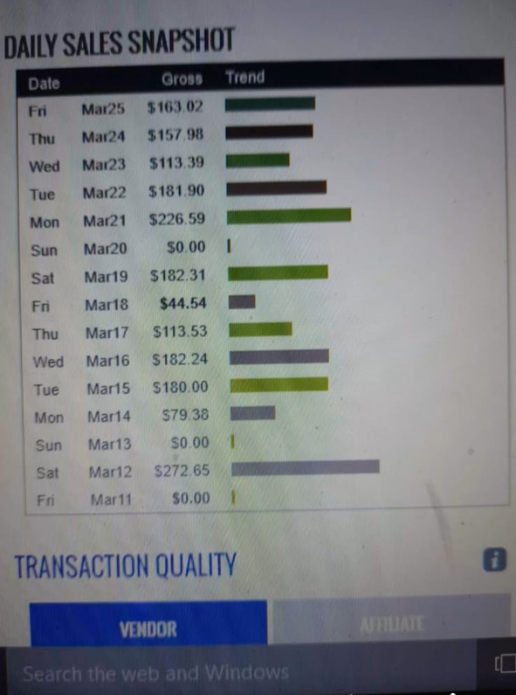 DAILY SALES SNAPSHOT
Date Gross Trend
Fri Mar25 $163.02
Thu Mar24 $157.98
Wed Mar23 $113.39
Tue Mar22 $181.90
Mon Mar21 $226.59
Sun Mar20 $0.00
Sat Mar19 $182.31
Fri Mar18 $44.54
Thu Mar17 $113.53
Wed Mar16 $182.24
Tue Mar15 $180.00
Mon Mar14 $79.38
Sun Mar13 $0.00
Sat Mar12 $272.65
Fri Mar11 $0.00
TRANSACTION QUALITY i
VENDOR AFFILIATE
Search the web and Windows